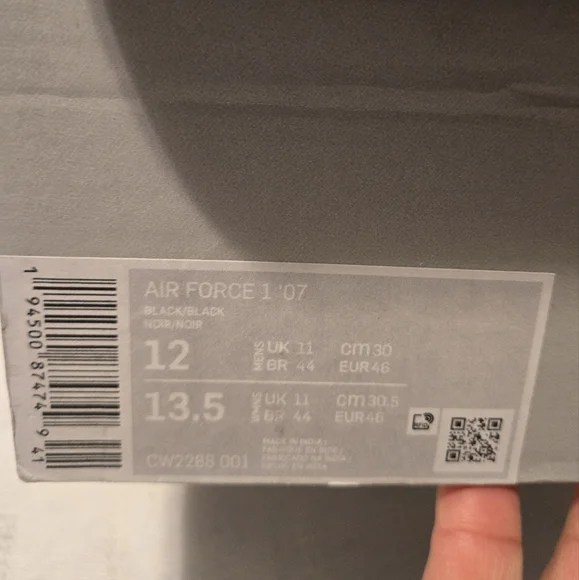 AIR FORCE 1 '07
BLACK/BLACK
NOIR/NOIR
12 MENS UK 11 cm 30
BR 44 EUR 46
13.5 WMNS UK 11 cm 30.5
BR 44 EUR 46
MADE IN INDIA /
CW2288 001
1 94500 87474 9 41